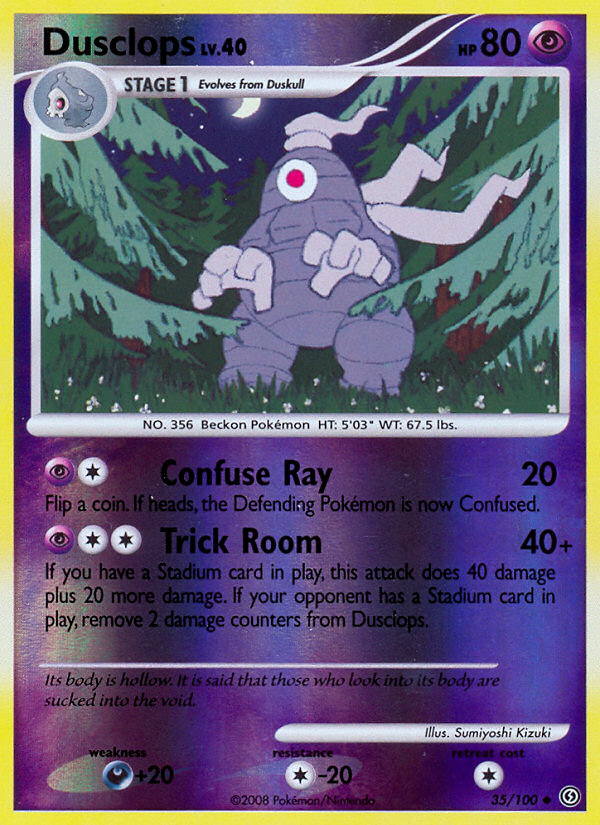 Dusclops LV.40 HP 80
STAGE 1 Evolves from Duskull
NO. 356 Beckon Pokémon HT: 5'03" WT: 67.5 lbs.
Confuse Ray 20
Flip a coin. If heads, the Defending Pokémon is now Confused.
Trick Room 40+
If you have a Stadium card in play, this attack does 40 damage
plus 20 more damage. If your opponent has a Stadium card in
play, remove 2 damage counters from Dusclops.
Its body is hollow. It is said that those who look into its body are
sucked into the void.
Illus. Sumiyoshi Kizuki
weakness resistance retreat cost
+20 -20
©2008 Pokémon/Nintendo 35/100